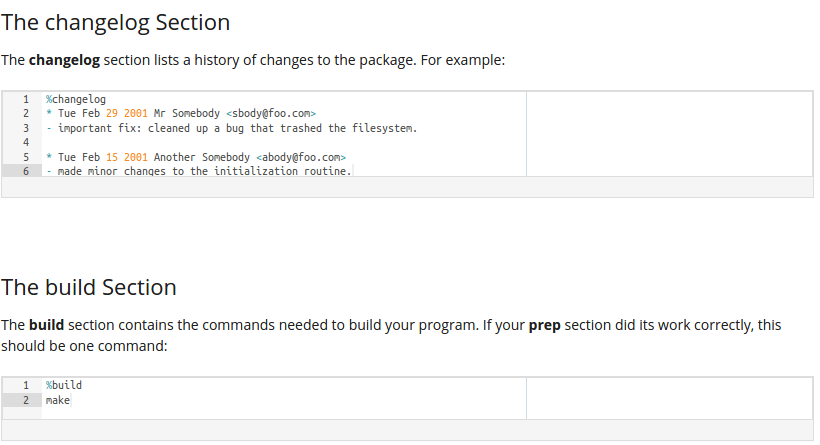 The changelog Section
The changelog section lists a history of changes to the package. For example:
1 %changelog
2 * Tue Feb 29 2001 Mr Somebody <sbody@foo.com>
3 - important fix: cleaned up a bug that trashed the filesystem.
4
5 * Tue Feb 15 2001 Another Somebody <abody@foo.com>
6 - made minor changes to the initialization routine.
The build Section
The build section contains the commands needed to build your program. If your prep section did its work correctly, this
should be one command:
1 %build
2 make